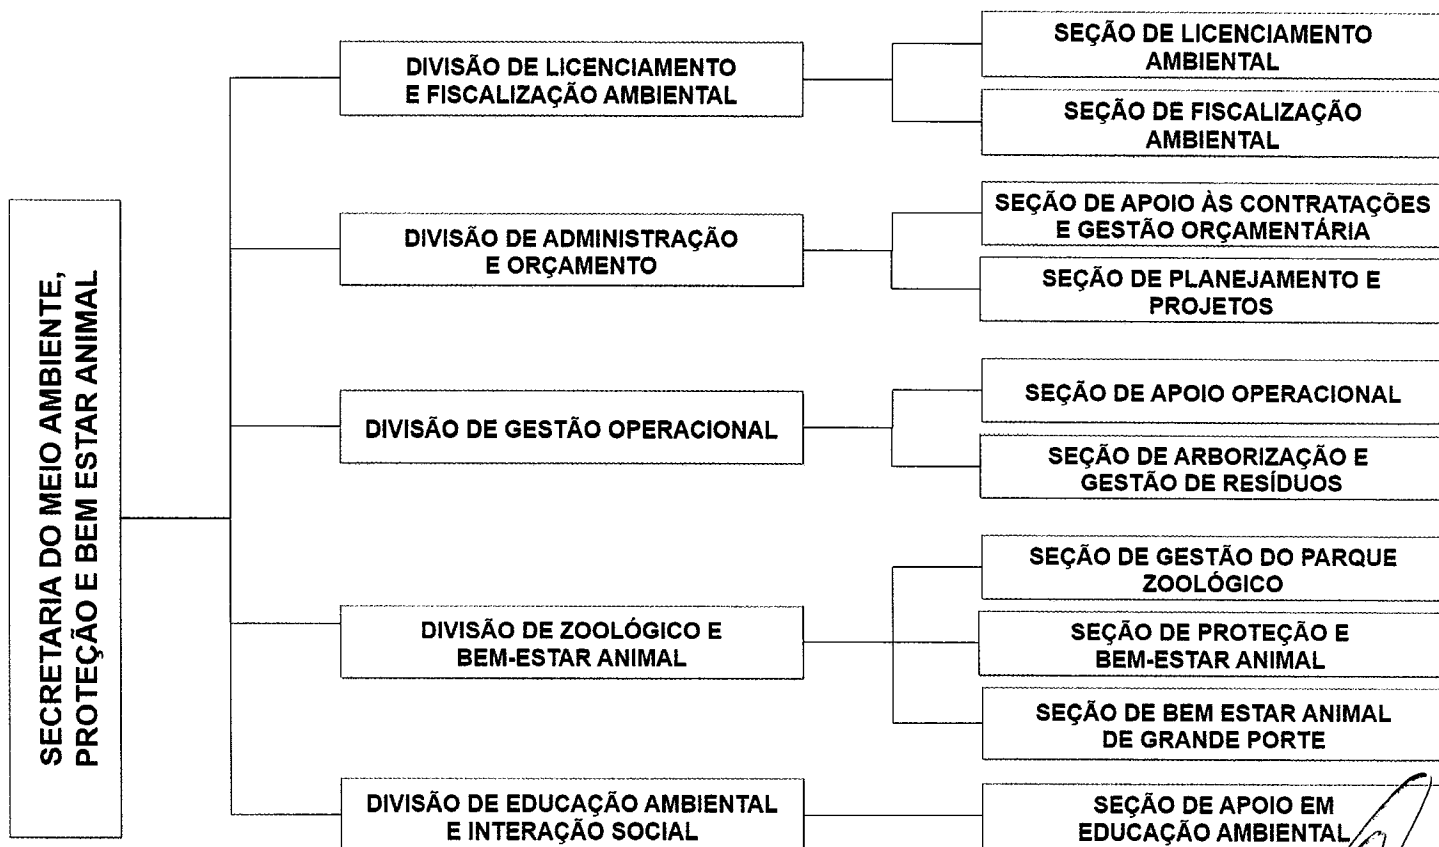 SECRETARIA DO MEIO AMBIENTE,
PROTEÇÃO E BEM ESTAR ANIMAL
DIVISÃO DE LICENCIAMENTO
E FISCALIZAÇÃO AMBIENTAL
SEÇÃO DE LICENCIAMENTO
AMBIENTAL
SEÇÃO DE FISCALIZAÇÃO
AMBIENTAL
DIVISÃO DE ADMINISTRAÇÃO
E ORÇAMENTO
SEÇÃO DE APOIO ÀS CONTRATAÇÕES
E GESTÃO ORÇAMENTÁRIA
SEÇÃO DE PLANEJAMENTO E
PROJETOS
DIVISÃO DE GESTÃO OPERACIONAL
SEÇÃO DE APOIO OPERACIONAL
SEÇÃO DE ARBORIZAÇÃO E
GESTÃO DE RESÍDUOS
DIVISÃO DE ZOOLÓGICO E
BEM-ESTAR ANIMAL
SEÇÃO DE GESTÃO DO PARQUE
ZOOLÓGICO
SEÇÃO DE PROTEÇÃO E
BEM-ESTAR ANIMAL
SEÇÃO DE BEM ESTAR ANIMAL
DE GRANDE PORTE
DIVISÃO DE EDUCAÇÃO AMBIENTAL
E INTERAÇÃO SOCIAL
SEÇÃO DE APOIO EM
EDUCAÇÃO AMBIENTAL